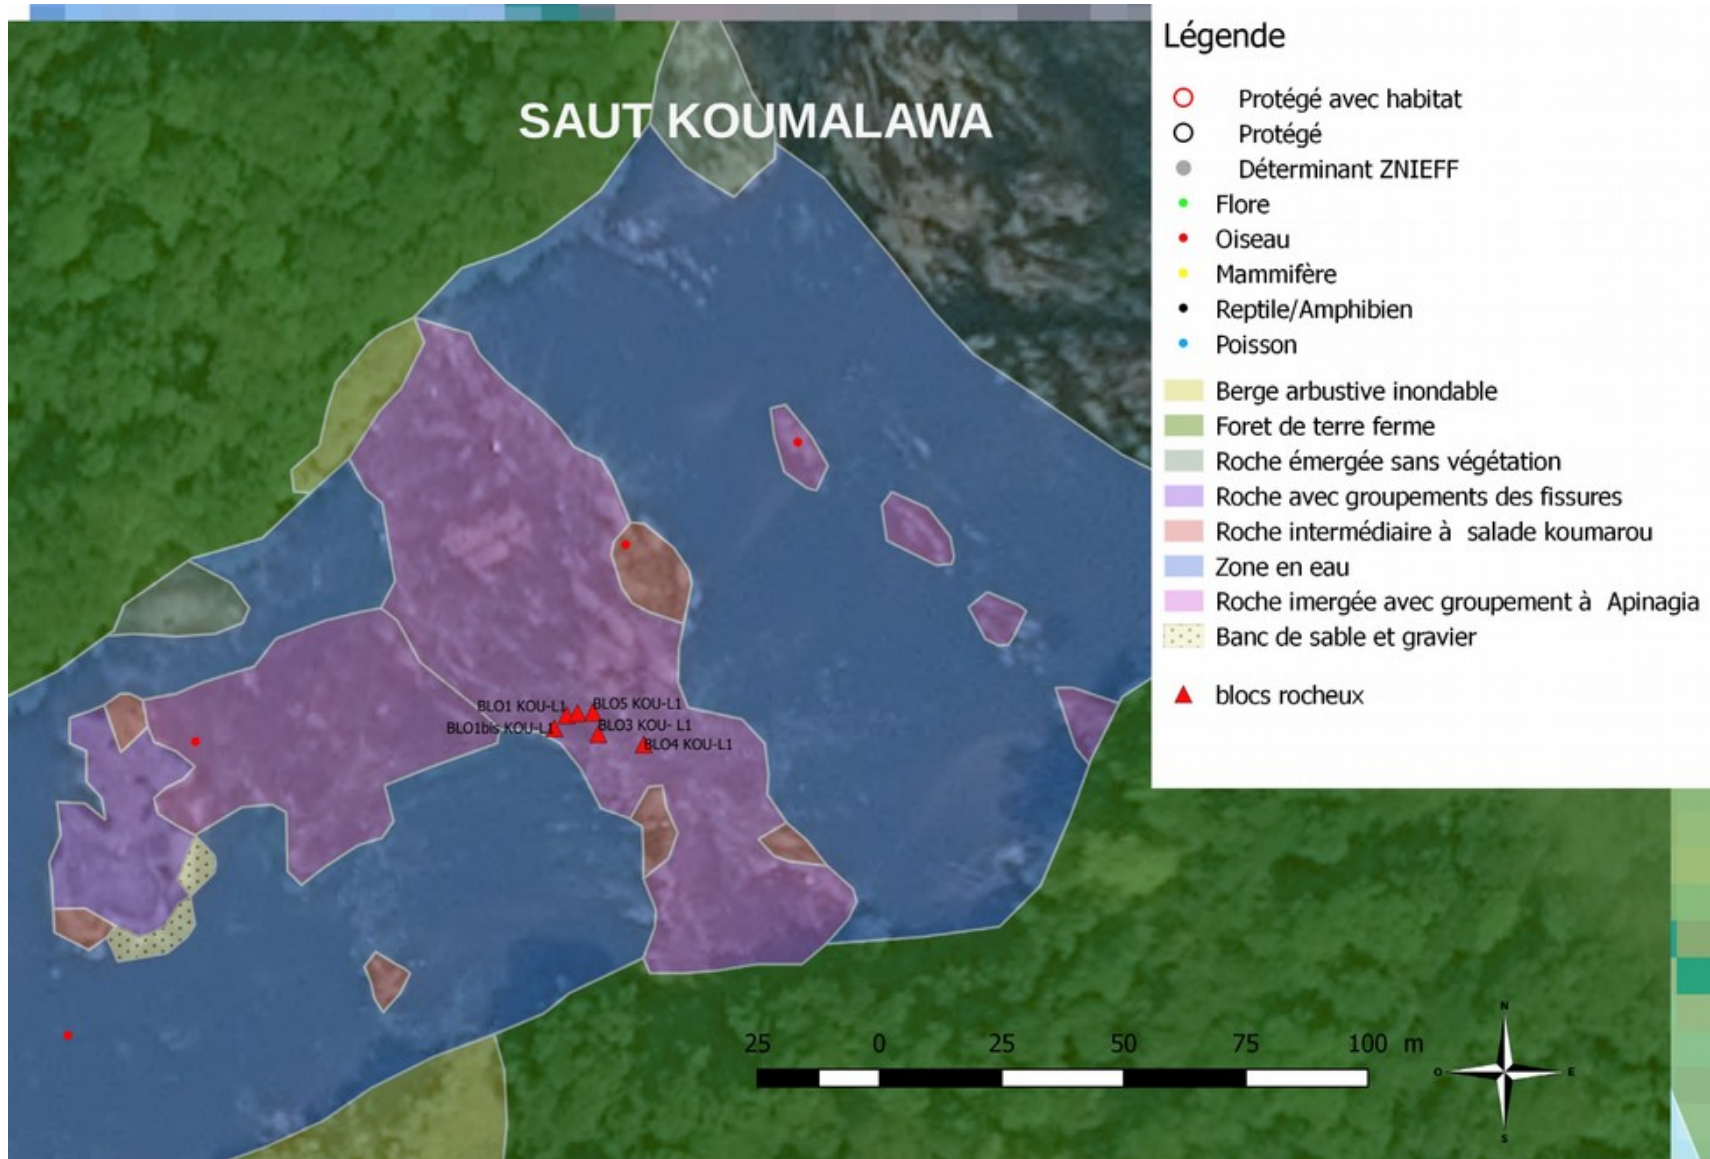 SAUT KOUMALAWA
Légende
Protégé avec habitat
Protégé
Déterminant ZNIEFF
Flore
Oiseau
Mammifère
Reptile/Amphibien
Poisson
Berge arbustive inondable
Foret de terre ferme
Roche émergée sans végétation
Roche avec groupements des fissures
Roche intermédiaire à salade koumarou
Zone en eau
Roche imergée avec groupement à Apinagia
Banc de sable et gravier
blocs rocheux
BLO1 KOU-L1
BLO5 KOU-L1
BLO1bis KOU-L1
BLO3 KOU- L1
BLO4 KOU-L1
25 0 25 50 75 100 m
N
O E
S